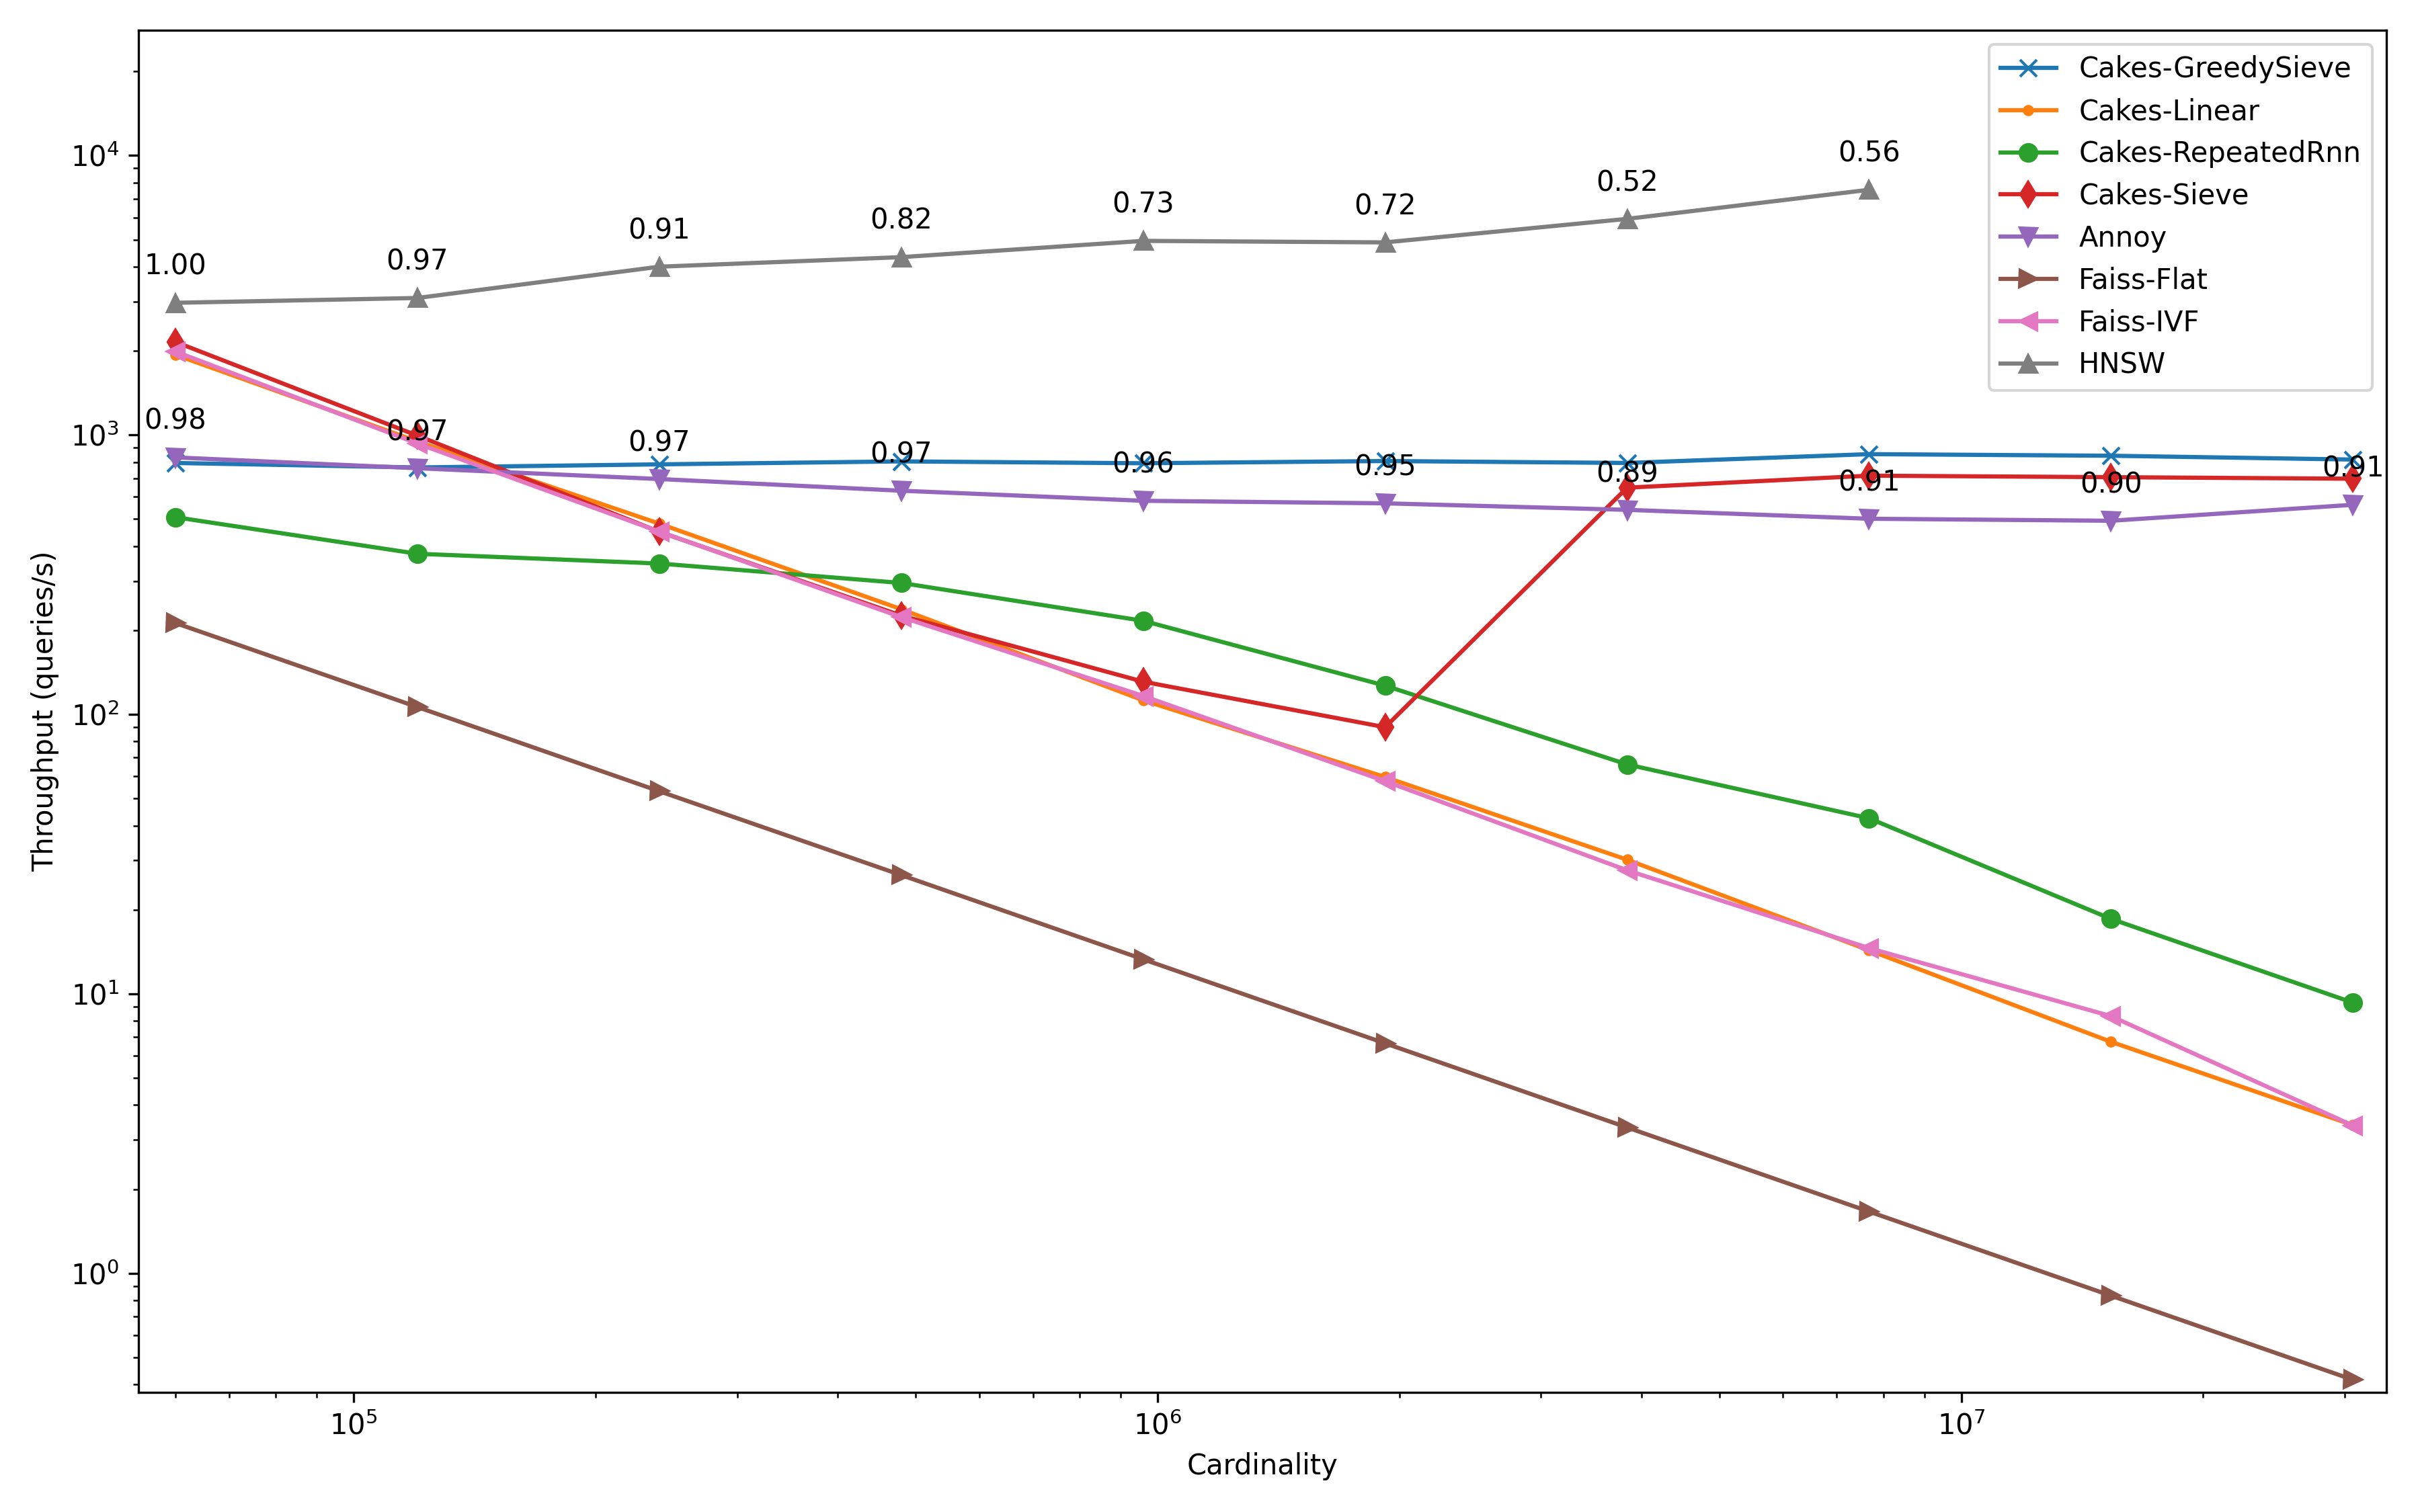 Cakes-GreedySieve
Cakes-Linear
Cakes-RepeatedRnn
Cakes-Sieve
Annoy
Faiss-Flat
Faiss-IVF
HNSW
1.00
0.97
0.91
0.82
0.73
0.72
0.52
0.56
0.98
0.97
0.97
0.97
0.96
0.95
0.89
0.91
0.90
0.91
10⁴
10³
10²
10¹
10⁰
Throughput (queries/s)
10⁵ 10⁶ 10⁷
Cardinality